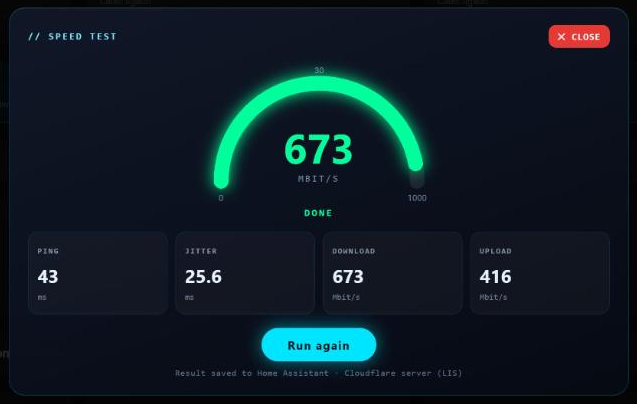 // SPEED TEST
✕ CLOSE
30
673
MBIT/S
0
1000
DONE
PING
43
ms
JITTER
25.6
ms
DOWNLOAD
673
Mbit/s
UPLOAD
416
Mbit/s
Run again
Result saved to Home Assistant · Cloudflare server (LIS)